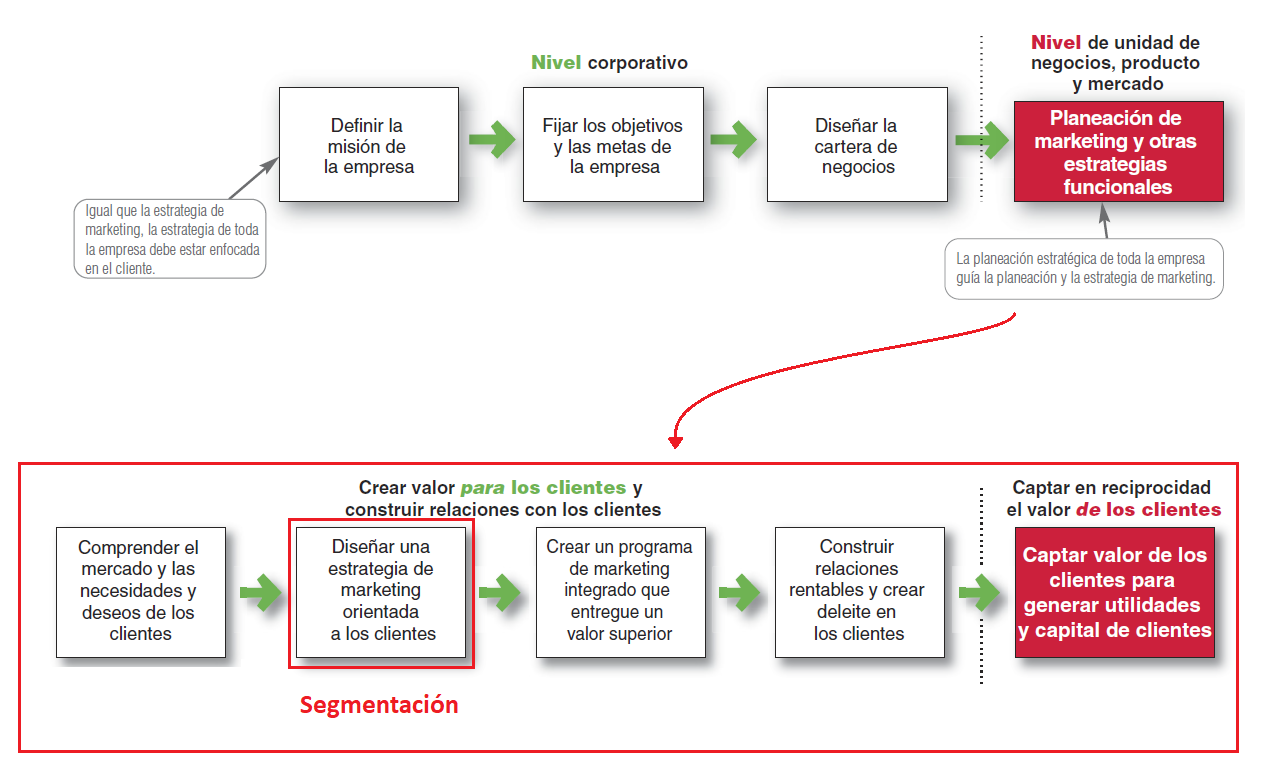 Nivel corporativo
Nivel de unidad de
negocios, producto
y mercado
Definir la
misión de
la empresa
Fijar los objetivos
y las metas de
la empresa
Diseñar la
cartera de
negocios
Planeación de
marketing y otras
estrategias
funcionales
Igual que la estrategia de
marketing, la estrategia de toda
la empresa debe estar enfocada
en el cliente.
La planeación estratégica de toda la empresa
guía la planeación y la estrategia de marketing.
Crear valor para los clientes y
construir relaciones con los clientes
Captar en reciprocidad
el valor de los clientes
Comprender el
mercado y las
necesidades y
deseos de los
clientes
Diseñar una
estrategia de
marketing
orientada
a los clientes
Crear un programa
de marketing
integrado que
entregue un
valor superior
Construir
relaciones
rentables y crear
deleite en
los clientes
Captar valor de los
clientes para
generar utilidades
y capital de clientes
Segmentación